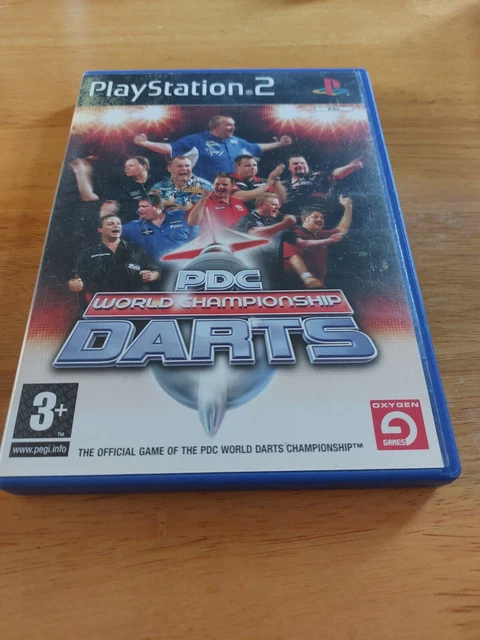 PlayStation®2
PDC
WORLD CHAMPIONSHIP
DARTS
3+
www.pegi.info
THE OFFICIAL GAME OF THE PDC WORLD DARTS CHAMPIONSHIP™
OXYGEN
GAMES